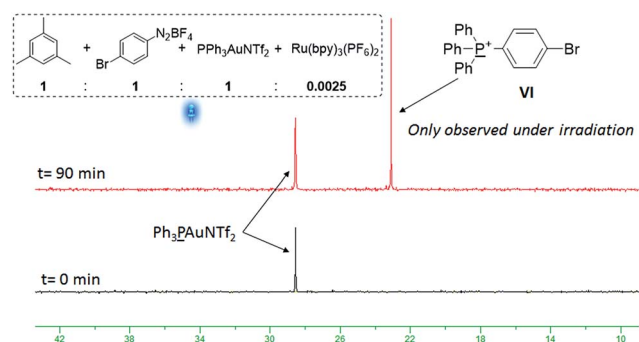 N2BF4
Br
+ + PPh3AuNTf2 + Ru(bpy)3(PF6)2
1 : 1 : 1 : 0.0025
Ph
Ph P+ Br
Ph
VI
Only observed under irradiation
t= 90 min
Ph3PAuNTf2
t= 0 min
42 38 34 30 26 22 18 14 10